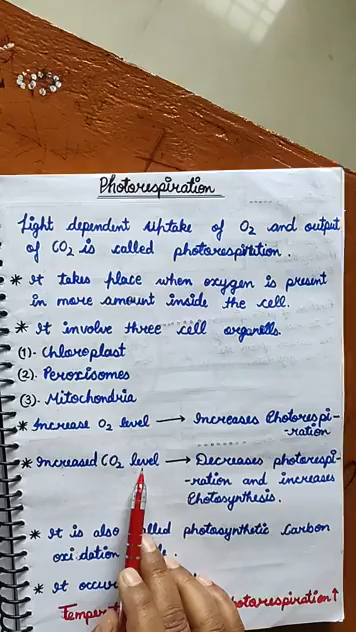 Photorespiration
Light dependent uptake of O2 and output
of CO2 is called photorespiration.
* It takes place when oxygen is present
in more amount inside the cell.
* It involve three cell organells.
(1). Chloroplast
(2). Peroxisomes
(3). Mitochondria
* Increase O2 level → Increases Photorespi-
-ration
* Increased CO2 level → Decreases photorespi-
-ration and increases
Photosynthesis.
* It is also photosynthetic Carbon
oxidation
* It
Temper- ↑